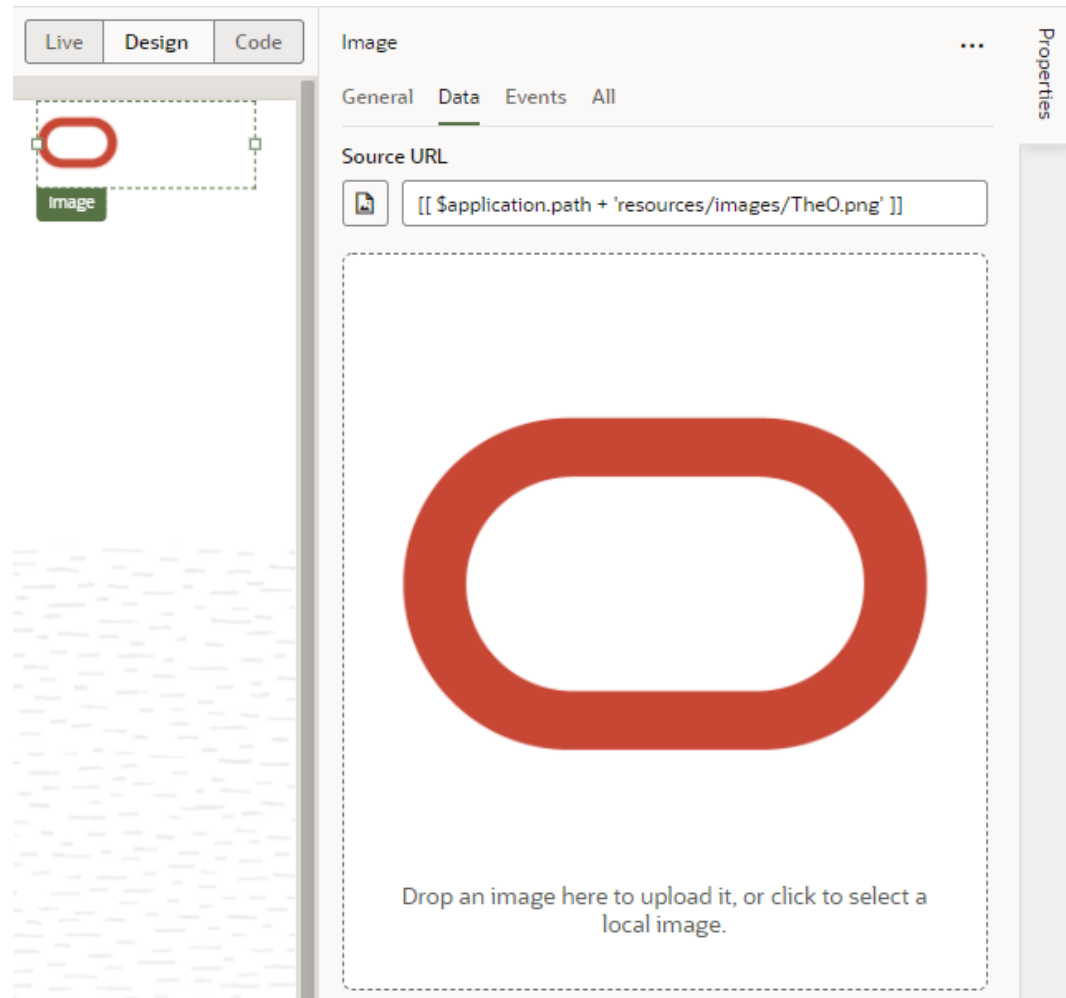 Live Design Code
Image
Image
General Data Events All
Source URL
[[ $application.path + 'resources/images/TheO.png' ]]
Drop an image here to upload it, or click to select a
local image.
Properties